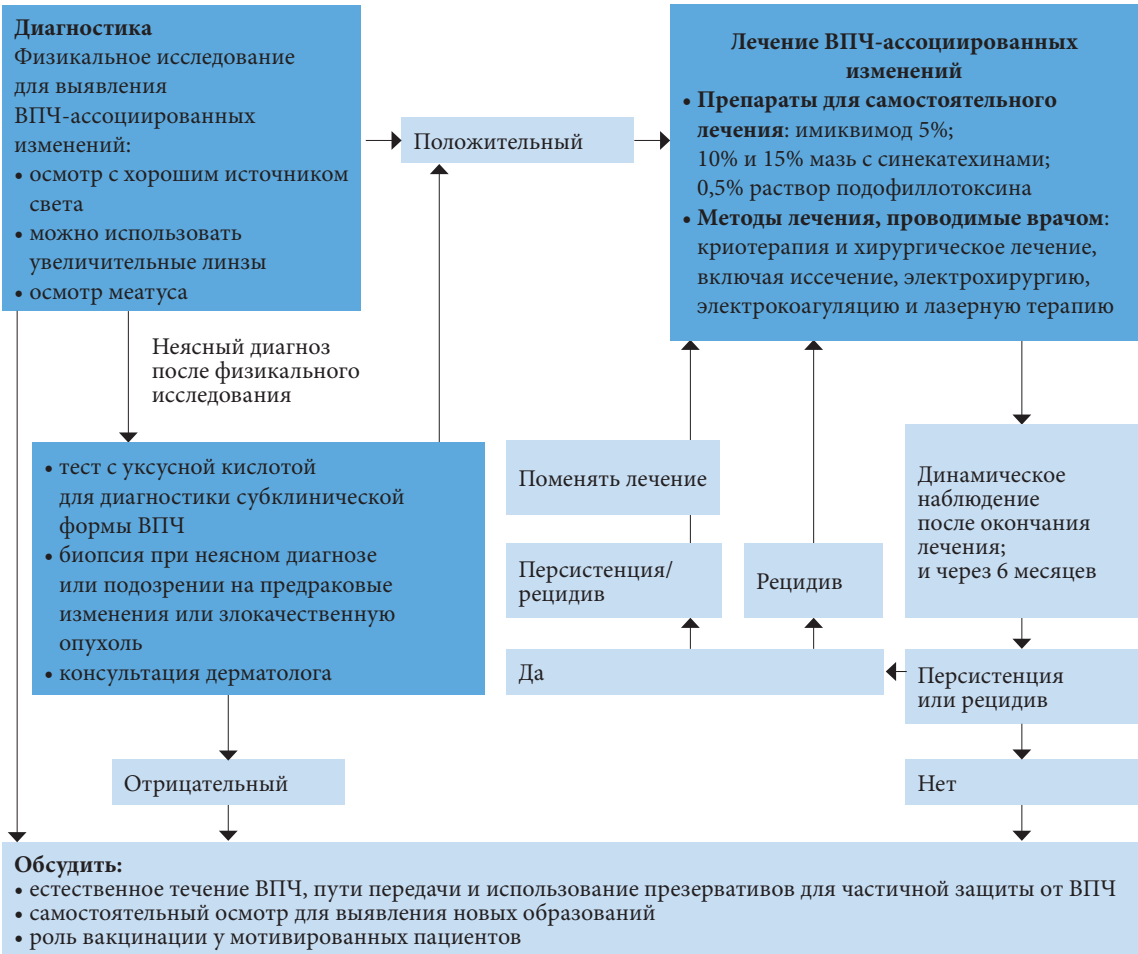 Диагностика
Физикальное исследование
для выявления
ВПЧ-ассоциированных
изменений:
• осмотр с хорошим источником
света
• можно использовать
увеличительные линзы
• осмотр меатуса
Положительный
Лечение ВПЧ-ассоциированных
изменений
• Препараты для самостоятельного
лечения: имиквимод 5%;
10% и 15% мазь с синекатехинами;
0,5% раствор подофиллотоксина
• Методы лечения, проводимые врачом:
криотерапия и хирургическое лечение,
включая иссечение, электрохирургию,
электрокоагуляцию и лазерную терапию
Неясный диагноз
после физикального
исследования
• тест с уксусной кислотой
для диагностики субклинической
формы ВПЧ
• биопсия при неясном диагнозе
или подозрении на предраковые
изменения или злокачественную
опухоль
• консультация дерматолога
Поменять лечение
Персистенция/
рецидив
Рецидив
Да
Динамическое
наблюдение
после окончания
лечения;
и через 6 месяцев
Персистенция
или рецидив
Отрицательный
Нет
Обсудить:
• естественное течение ВПЧ, пути передачи и использование презервативов для частичной защиты от ВПЧ
• самостоятельный осмотр для выявления новых образований
• роль вакцинации у мотивированных пациентов